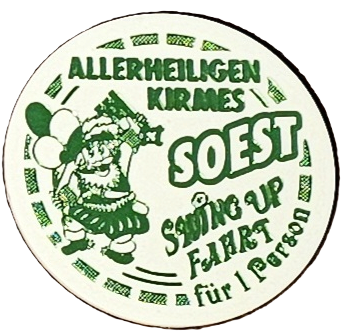 ALLERHEILIGEN
KIRMES
SOEST
SWING UP
FAHRT
für 1 Person